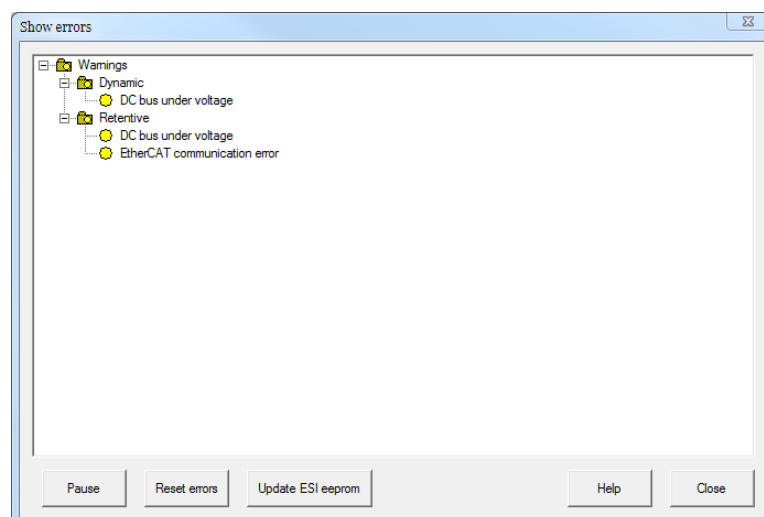 Show errors
Warnings
Dynamic
DC bus under voltage
Retentive
DC bus under voltage
EtherCAT communication error
Pause
Reset errors
Update ESI eeprom
Help
Close